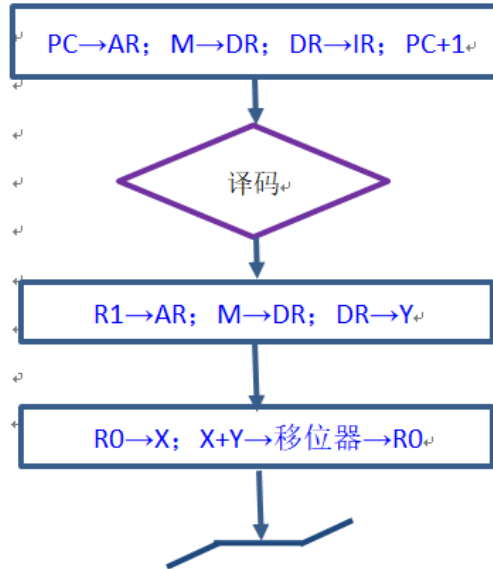 PC→AR; M→DR; DR→IR; PC+1
译码
R1→AR; M→DR; DR→Y
R0→X; X+Y→移位器→R0